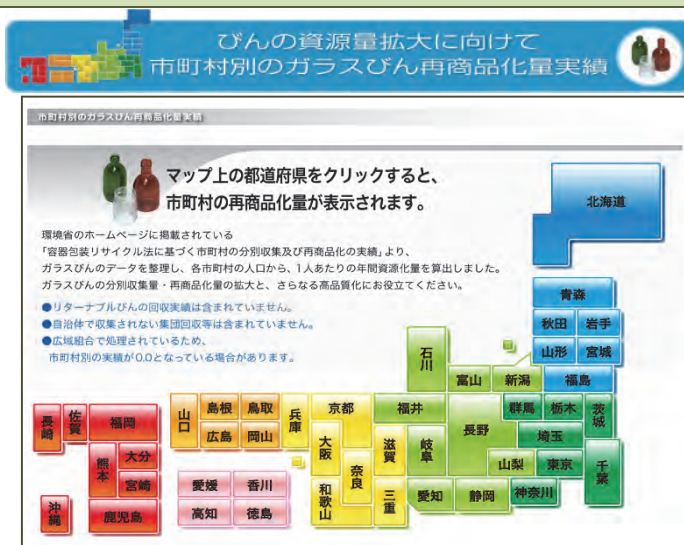 びんの資源量拡大に向けて
市町村別のガラスびん再商品化量実績
市町村別のガラスびん再商品化量実績
マップ上の都道府県をクリックすると、
市町村の再商品化量が表示されます。
環境省のホームページに掲載されている
「容器包装リサイクル法に基づく市町村の分別収集及び再商品化の実績」より、
ガラスびんのデータを整理し、各市町村の人口から、1人あたりの年間資源化量を算出しました。
ガラスびんの分別収集量・再商品化量の拡大と、さらなる高品質化にお役立てください。
●リターナブルびんの回収実績は含まれていません。
●自治体で収集されない集団回収等は含まれていません。
●広域組合で処理されているため、
市町村別の実績が0.0となっている場合があります。
北海道
青森
秋田 岩手
山形 宮城
福島
石川
富山 新潟
福井
長野
岐阜
群馬 栃木 茨城
埼玉
山梨 東京 千葉
愛知 静岡 神奈川
京都
兵庫
大阪
滋賀
奈良
和歌山
三重
山口
島根 鳥取
広島 岡山
愛媛 香川
高知 徳島
長崎 佐賀 福岡
熊本
大分
宮崎
鹿児島
沖縄